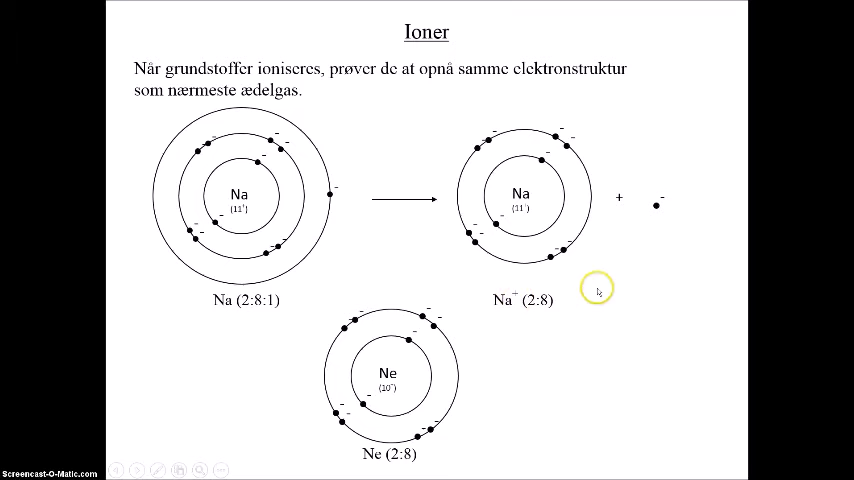 Ioner
Når grundstoffer ioniseres, prøver de at opnå samme elektronstruktur
som nærmeste ædelgas.
Na
(11⁺)
Na (2:8:1)
Na
(11⁺)
+
Na⁺ (2:8)
Ne
(10⁺)
Ne (2:8)
Screencast-O-Matic.com